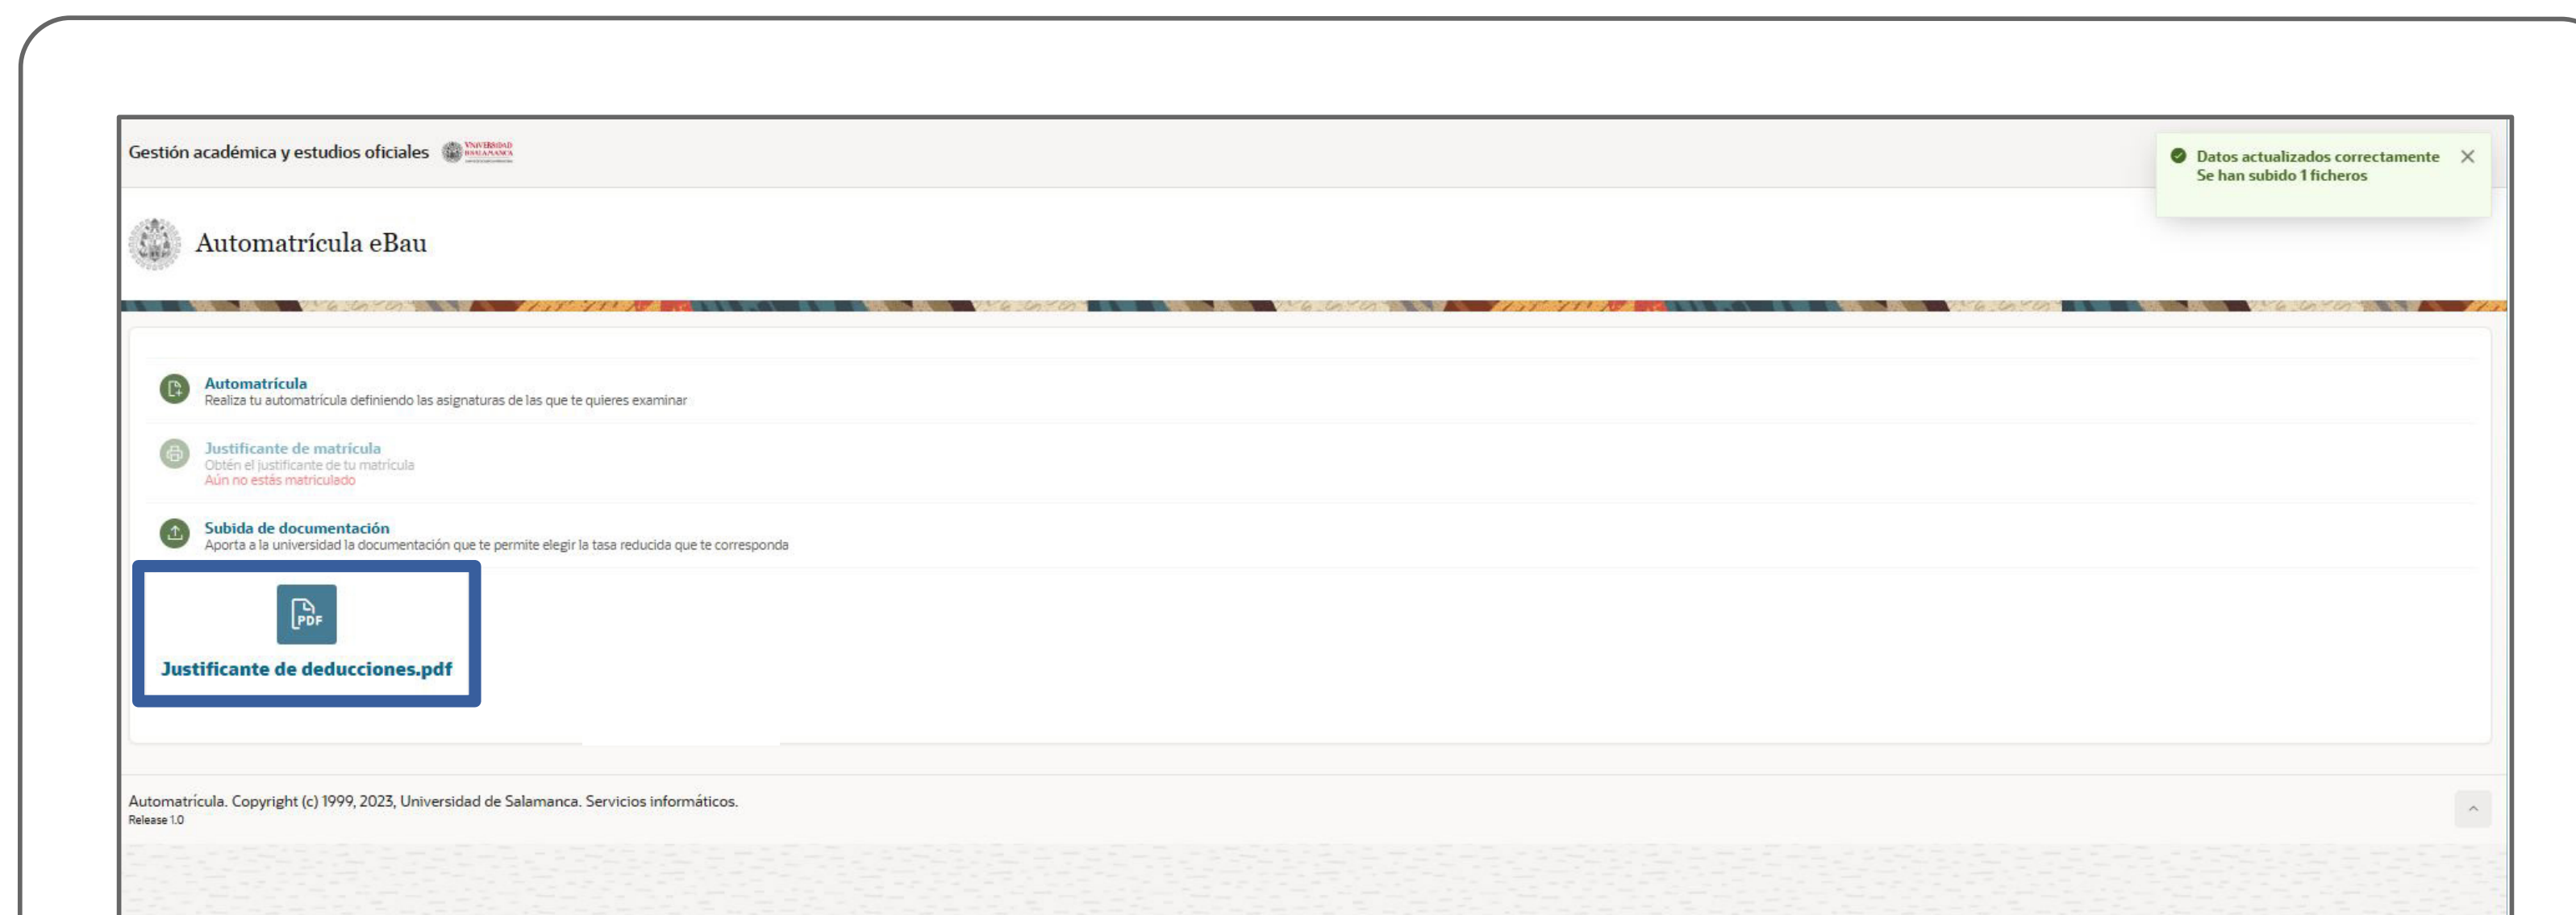 Gestión académica y estudios oficiales
VNiVERSiDAD
DSALAMANCA
Datos actualizados correctamente
Se han subido 1 ficheros
Automatrícula eBau
Automatrícula
Realiza tu automatrícula definiendo las asignaturas de las que te quieres examinar
Justificante de matrícula
Obtén el justificante de tu matrícula
Aún no estás matriculado
Subida de documentación
Aporta a la universidad la documentación que te permite elegir la tasa reducida que te corresponda
PDF
Justificante de deducciones.pdf
Automatrícula. Copyright (c) 1999, 2023, Universidad de Salamanca. Servicios informáticos.
Release 1.0